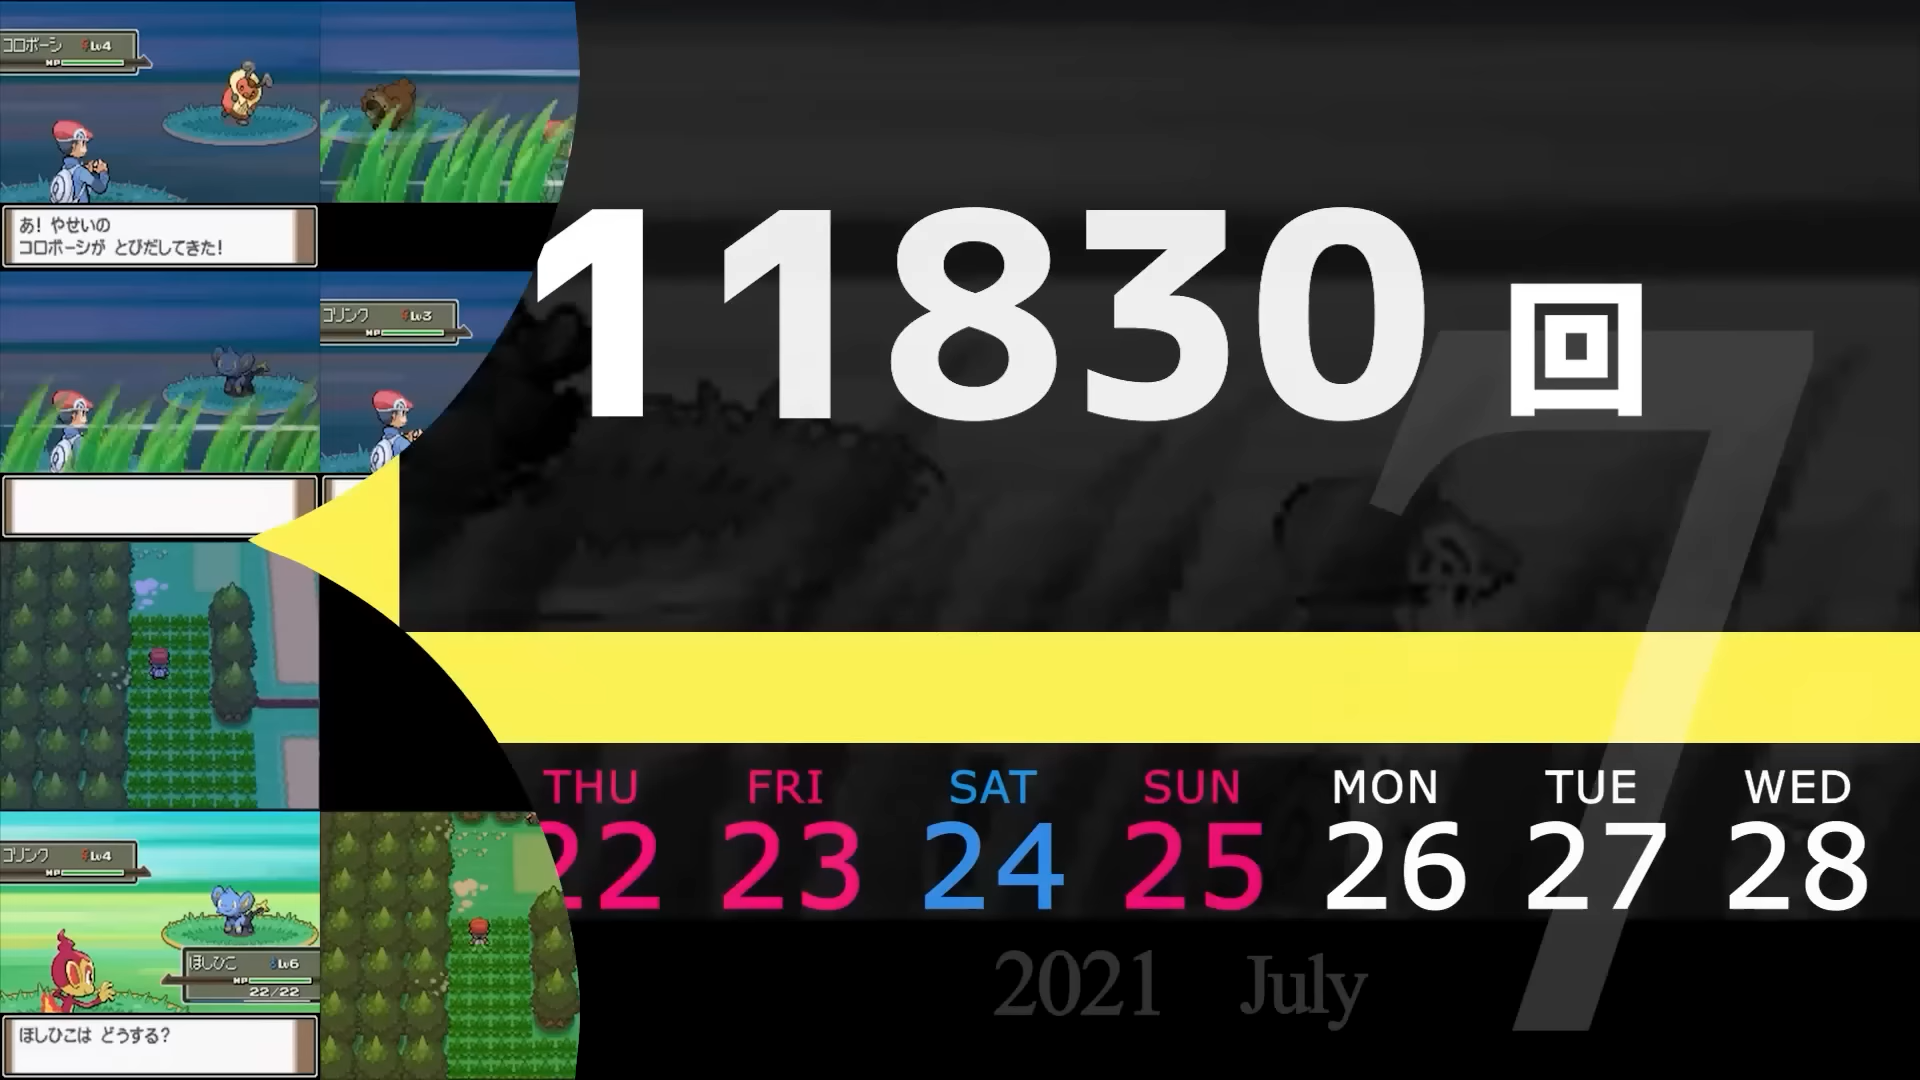 コロボーシ ♂Lv4
HP
あ! やせいの
コロボーシが とびだしてきた!
コリンク ♂Lv3
HP
コリンク ♂Lv4
HP
ほしひこ ♂Lv6
HP
22/22
ほしひこは どうする?
11830 回
7
THU FRI SAT SUN MON TUE WED
22 23 24 25 26 27 28
2021 July